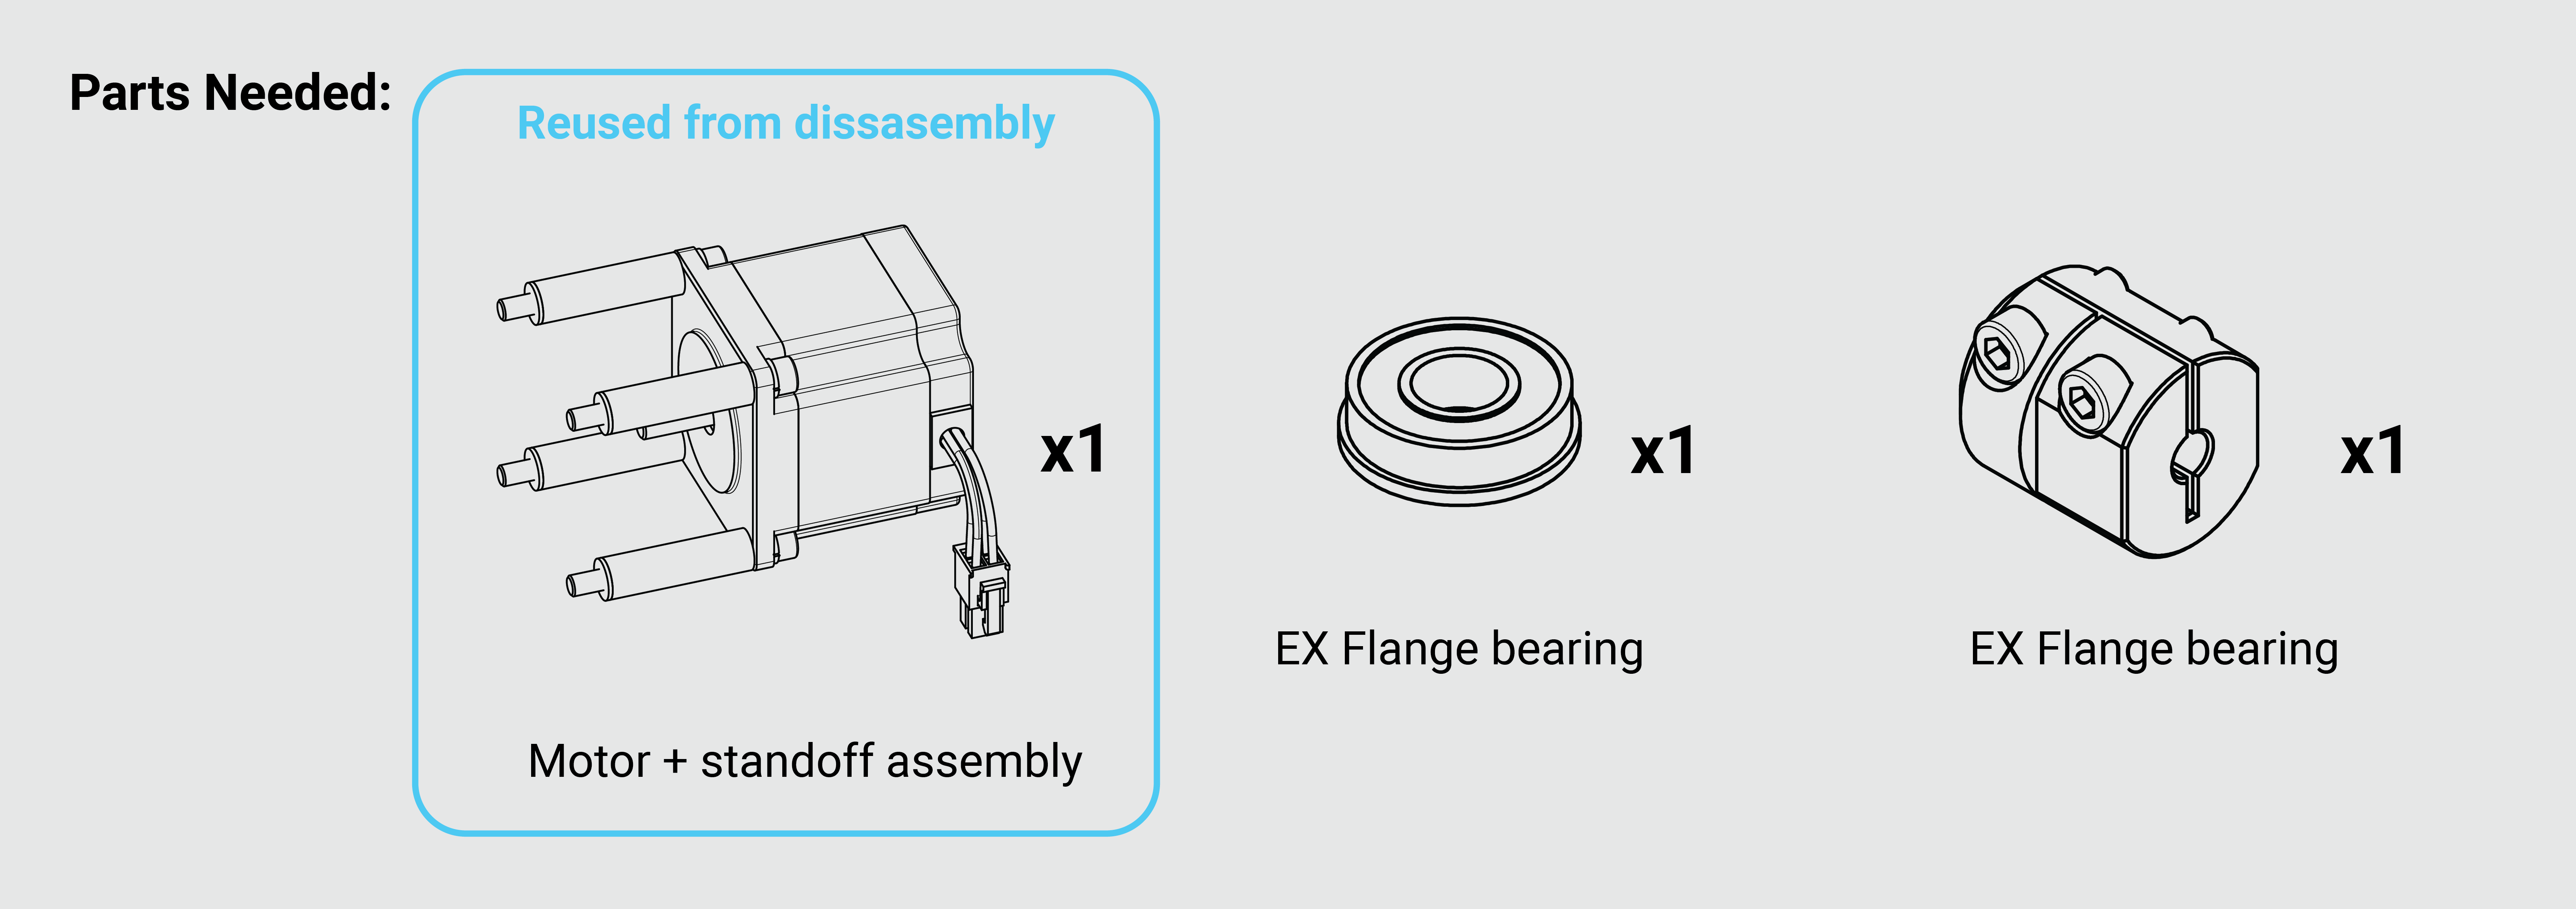 Parts Needed:
Reused from dissasembly
x1
Motor + standoff assembly
x1
EX Flange bearing
x1
EX Flange bearing